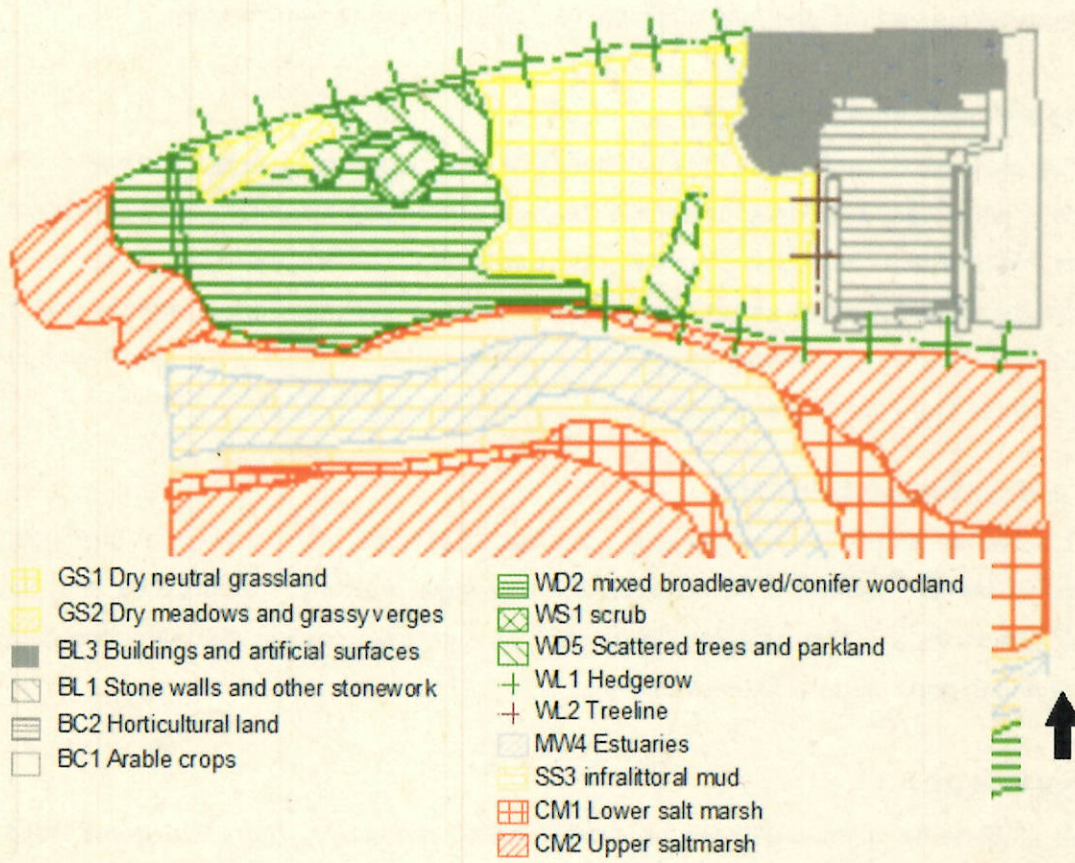 GS1 Dry neutral grassland
GS2 Dry meadows and grassy verges
BL3 Buildings and artificial surfaces
BL1 Stone walls and other stonework
BC2 Horticultural land
BC1 Arable crops
WD2 mixed broadleaved/conifer woodland
WS1 scrub
WD5 Scattered trees and parkland
WL1 Hedgerow
WL2 Treeline
MW4 Estuaries
SS3 infralittoral mud
CM1 Lower salt marsh
CM2 Upper saltmarsh